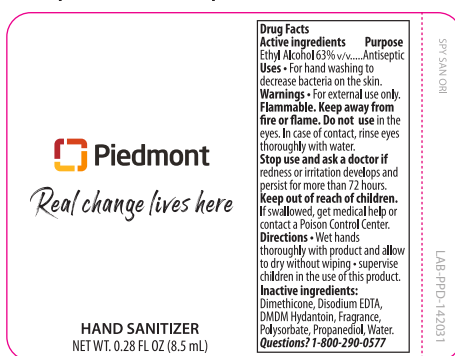 Piedmont
Real change lives here
HAND SANITIZER
NET WT. 0.28 FL OZ (8.5 mL)
Drug Facts
Active ingredients Purpose
Ethyl Alcohol 63% v/v.....Antiseptic
Uses • For hand washing to
decrease bacteria on the skin.
Warnings • For external use only.
Flammable. Keep away from
fire or flame. Do not use in the
eyes. In case of contact, rinse eyes
thoroughly with water.
Stop use and ask a doctor if
redness or irritation develops and
persist for more than 72 hours.
Keep out of reach of children.
If swallowed, get medical help or
contact a Poison Control Center.
Directions • Wet hands
thoroughly with product and allow
to dry without wiping • supervise
children in the use of this product.
Inactive ingredients:
Dimethicone, Disodium EDTA,
DMDM Hydantoin, Fragrance,
Polysorbate, Propanediol, Water.
Questions? 1-800-290-0577
SPY SAN ORI
LAB-PPD-142031